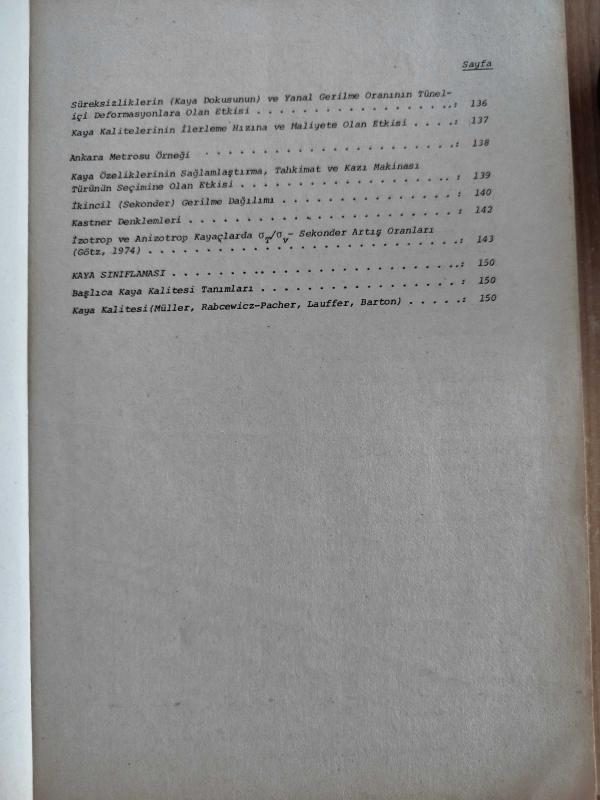 Sayfa
Süreksizliklerin (Kaya Dokusunun) ve Yanal Gerilme Oranının Tünel-
içi Deformasyonlara Olan Etkisi . . . . . . . . . . . . . . . . ..: 136
Kaya Kalitelerinin İlerleme Hızına ve Maliyete Olan Etkisi . . . .: 137
Ankara Metrosu Örneği . . . . . . . . . . . . . . . . . . . . . .: 138
Kaya Özeliklerinin Sağlamlaştırma, Tahkimat ve Kazı Makinası
Türünün Seçimine Olan Etkisi . . . . . . . . . . . . . . . . . .: 139
İkincil (Sekonder) Gerilme Dağılımı . . . . . . . . . . . . . . .: 140
Kastner Denklemleri . . . . . . . . . . . . . . . . . . . . . . .: 142
İzotrop ve Anizotrop Kayaçlarda σT/σv- Sekonder Artış Oranları
(Götz, 1974) . . . . . . . . . . . . . . . . . . . . . . . . . .: 143
KAYA SINIFLAMASI . . . . . . . . . . . . . . . . . . . . . . . ..: 150
Başlıca Kaya Kalitesi Tanımları . . . . . . . . . . . . . . . . . : 150
Kaya Kalitesi(Müller, Rabcewicz-Pacher, Lauffer, Barton) . . . . .: 150